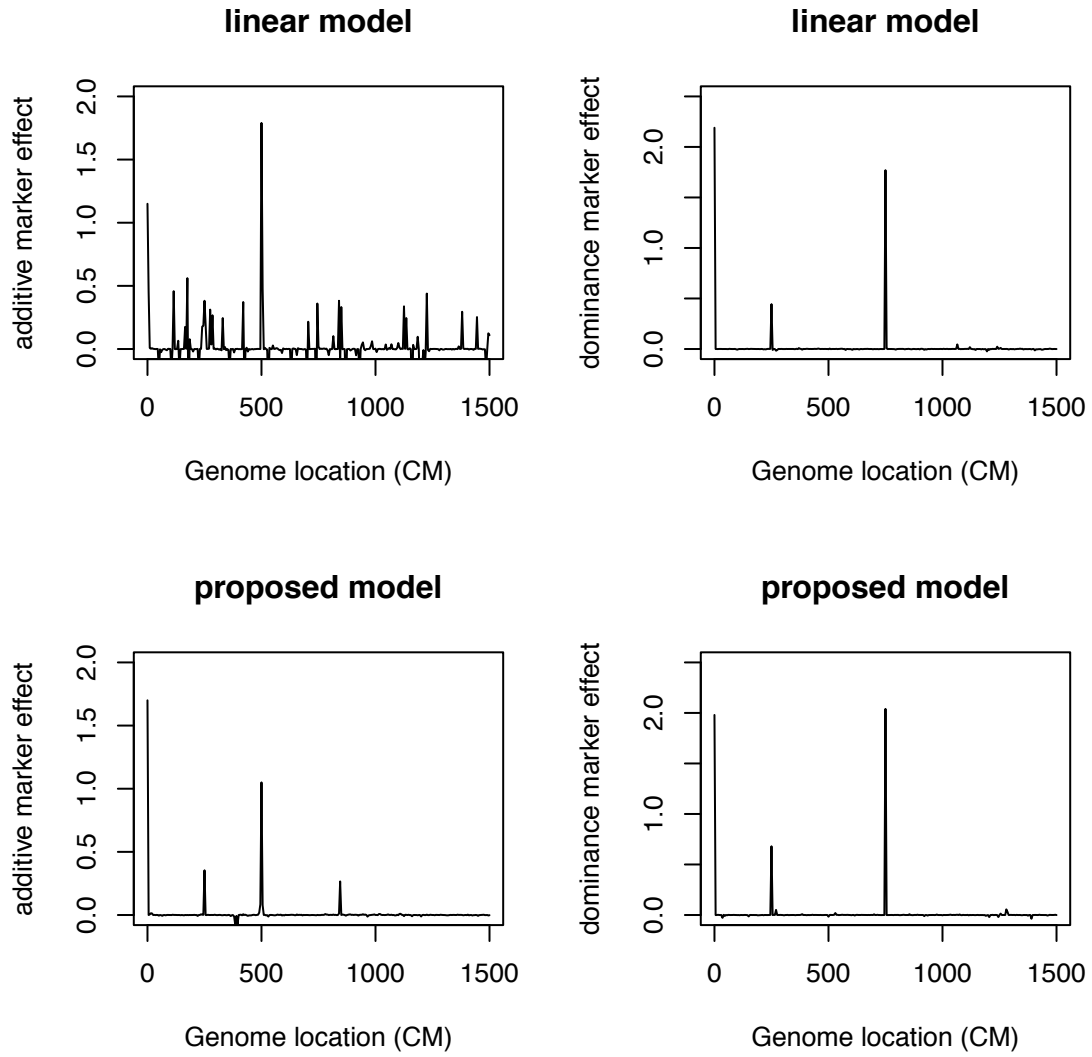 linear model
additive marker effect
0.0 0.5 1.0 1.5 2.0
0 500 1000 1500
Genome location (CM)
linear model
dominance marker effect
0.0 1.0 2.0
0 500 1000 1500
Genome location (CM)
proposed model
additive marker effect
0.0 0.5 1.0 1.5 2.0
0 500 1000 1500
Genome location (CM)
proposed model
dominance marker effect
0.0 1.0 2.0
0 500 1000 1500
Genome location (CM)